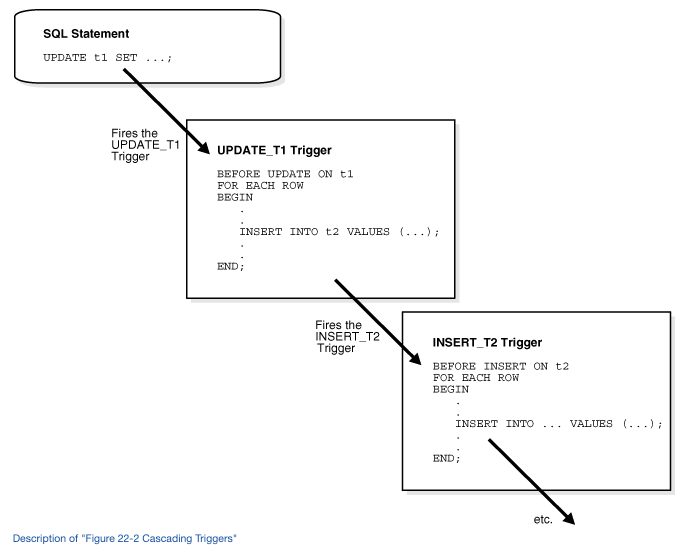 SQL Statement
UPDATE t1 SET ...;
Fires the
UPDATE_T1
Trigger
UPDATE_T1 Trigger
BEFORE UPDATE ON t1
FOR EACH ROW
BEGIN
.
.
INSERT INTO t2 VALUES (...);
.
.
END;
Fires the
INSERT_T2
Trigger
INSERT_T2 Trigger
BEFORE INSERT ON t2
FOR EACH ROW
BEGIN
.
.
INSERT INTO ... VALUES (...);
.
.
END;
etc.
Description of "Figure 22-2 Cascading Triggers"